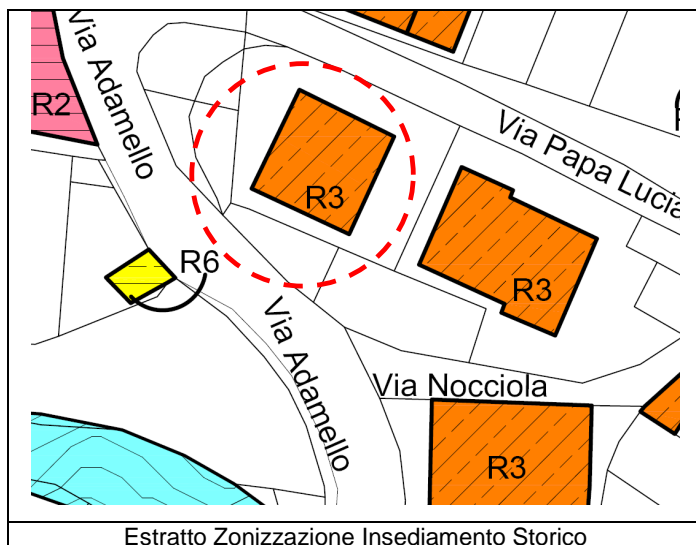 Via Adamello
R2
Via Papa Lucia
R3
R6
R3
Via Adamello
Via Nocciola
R3
Estratto Zonizzazione Insediamento Storico